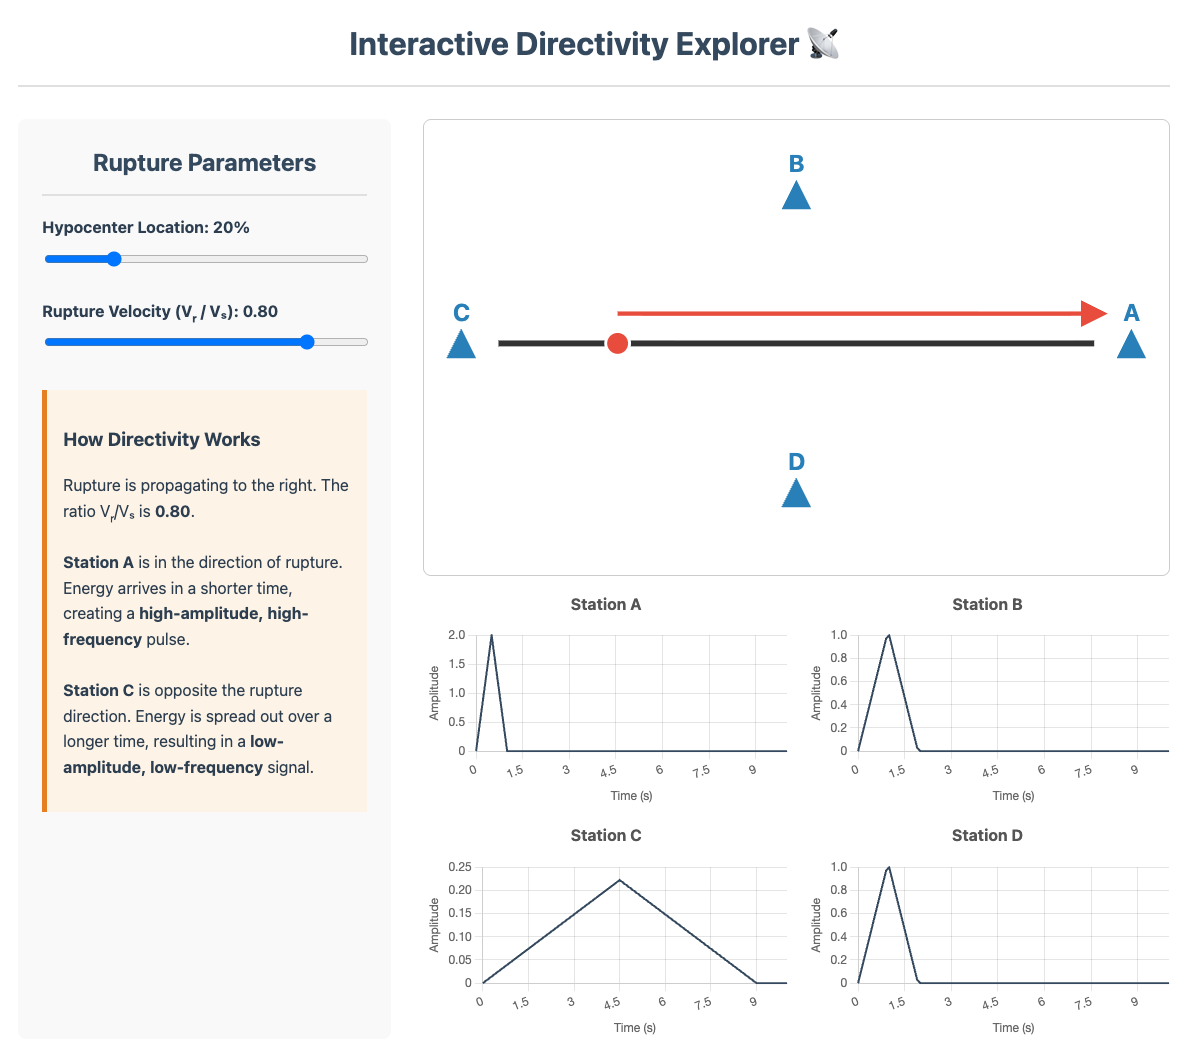 Interactive Directivity Explorer 📡
Rupture Parameters
Hypocenter Location: 20%
Rupture Velocity (Vr / Vₛ): 0.80
How Directivity Works
Rupture is propagating to the right. The
ratio Vr/Vₛ is 0.80.
Station A is in the direction of rupture.
Energy arrives in a shorter time,
creating a high-amplitude, high-
frequency pulse.
Station C is opposite the rupture
direction. Energy is spread out over a
longer time, resulting in a low-
amplitude, low-frequency signal.
B
C
A
D
Station A
2.0
1.5
1.0
0.5
0
Amplitude
0 1.5 3 4.5 6 7.5 9
Time (s)
Station B
1.0
0.8
0.6
0.4
0.2
0
Amplitude
0 1.5 3 4.5 6 7.5 9
Time (s)
Station C
0.25
0.20
0.15
0.10
0.05
0
Amplitude
0 1.5 3 4.5 6 7.5 9
Time (s)
Station D
1.0
0.8
0.6
0.4
0.2
0
Amplitude
0 1.5 3 4.5 6 7.5 9
Time (s)